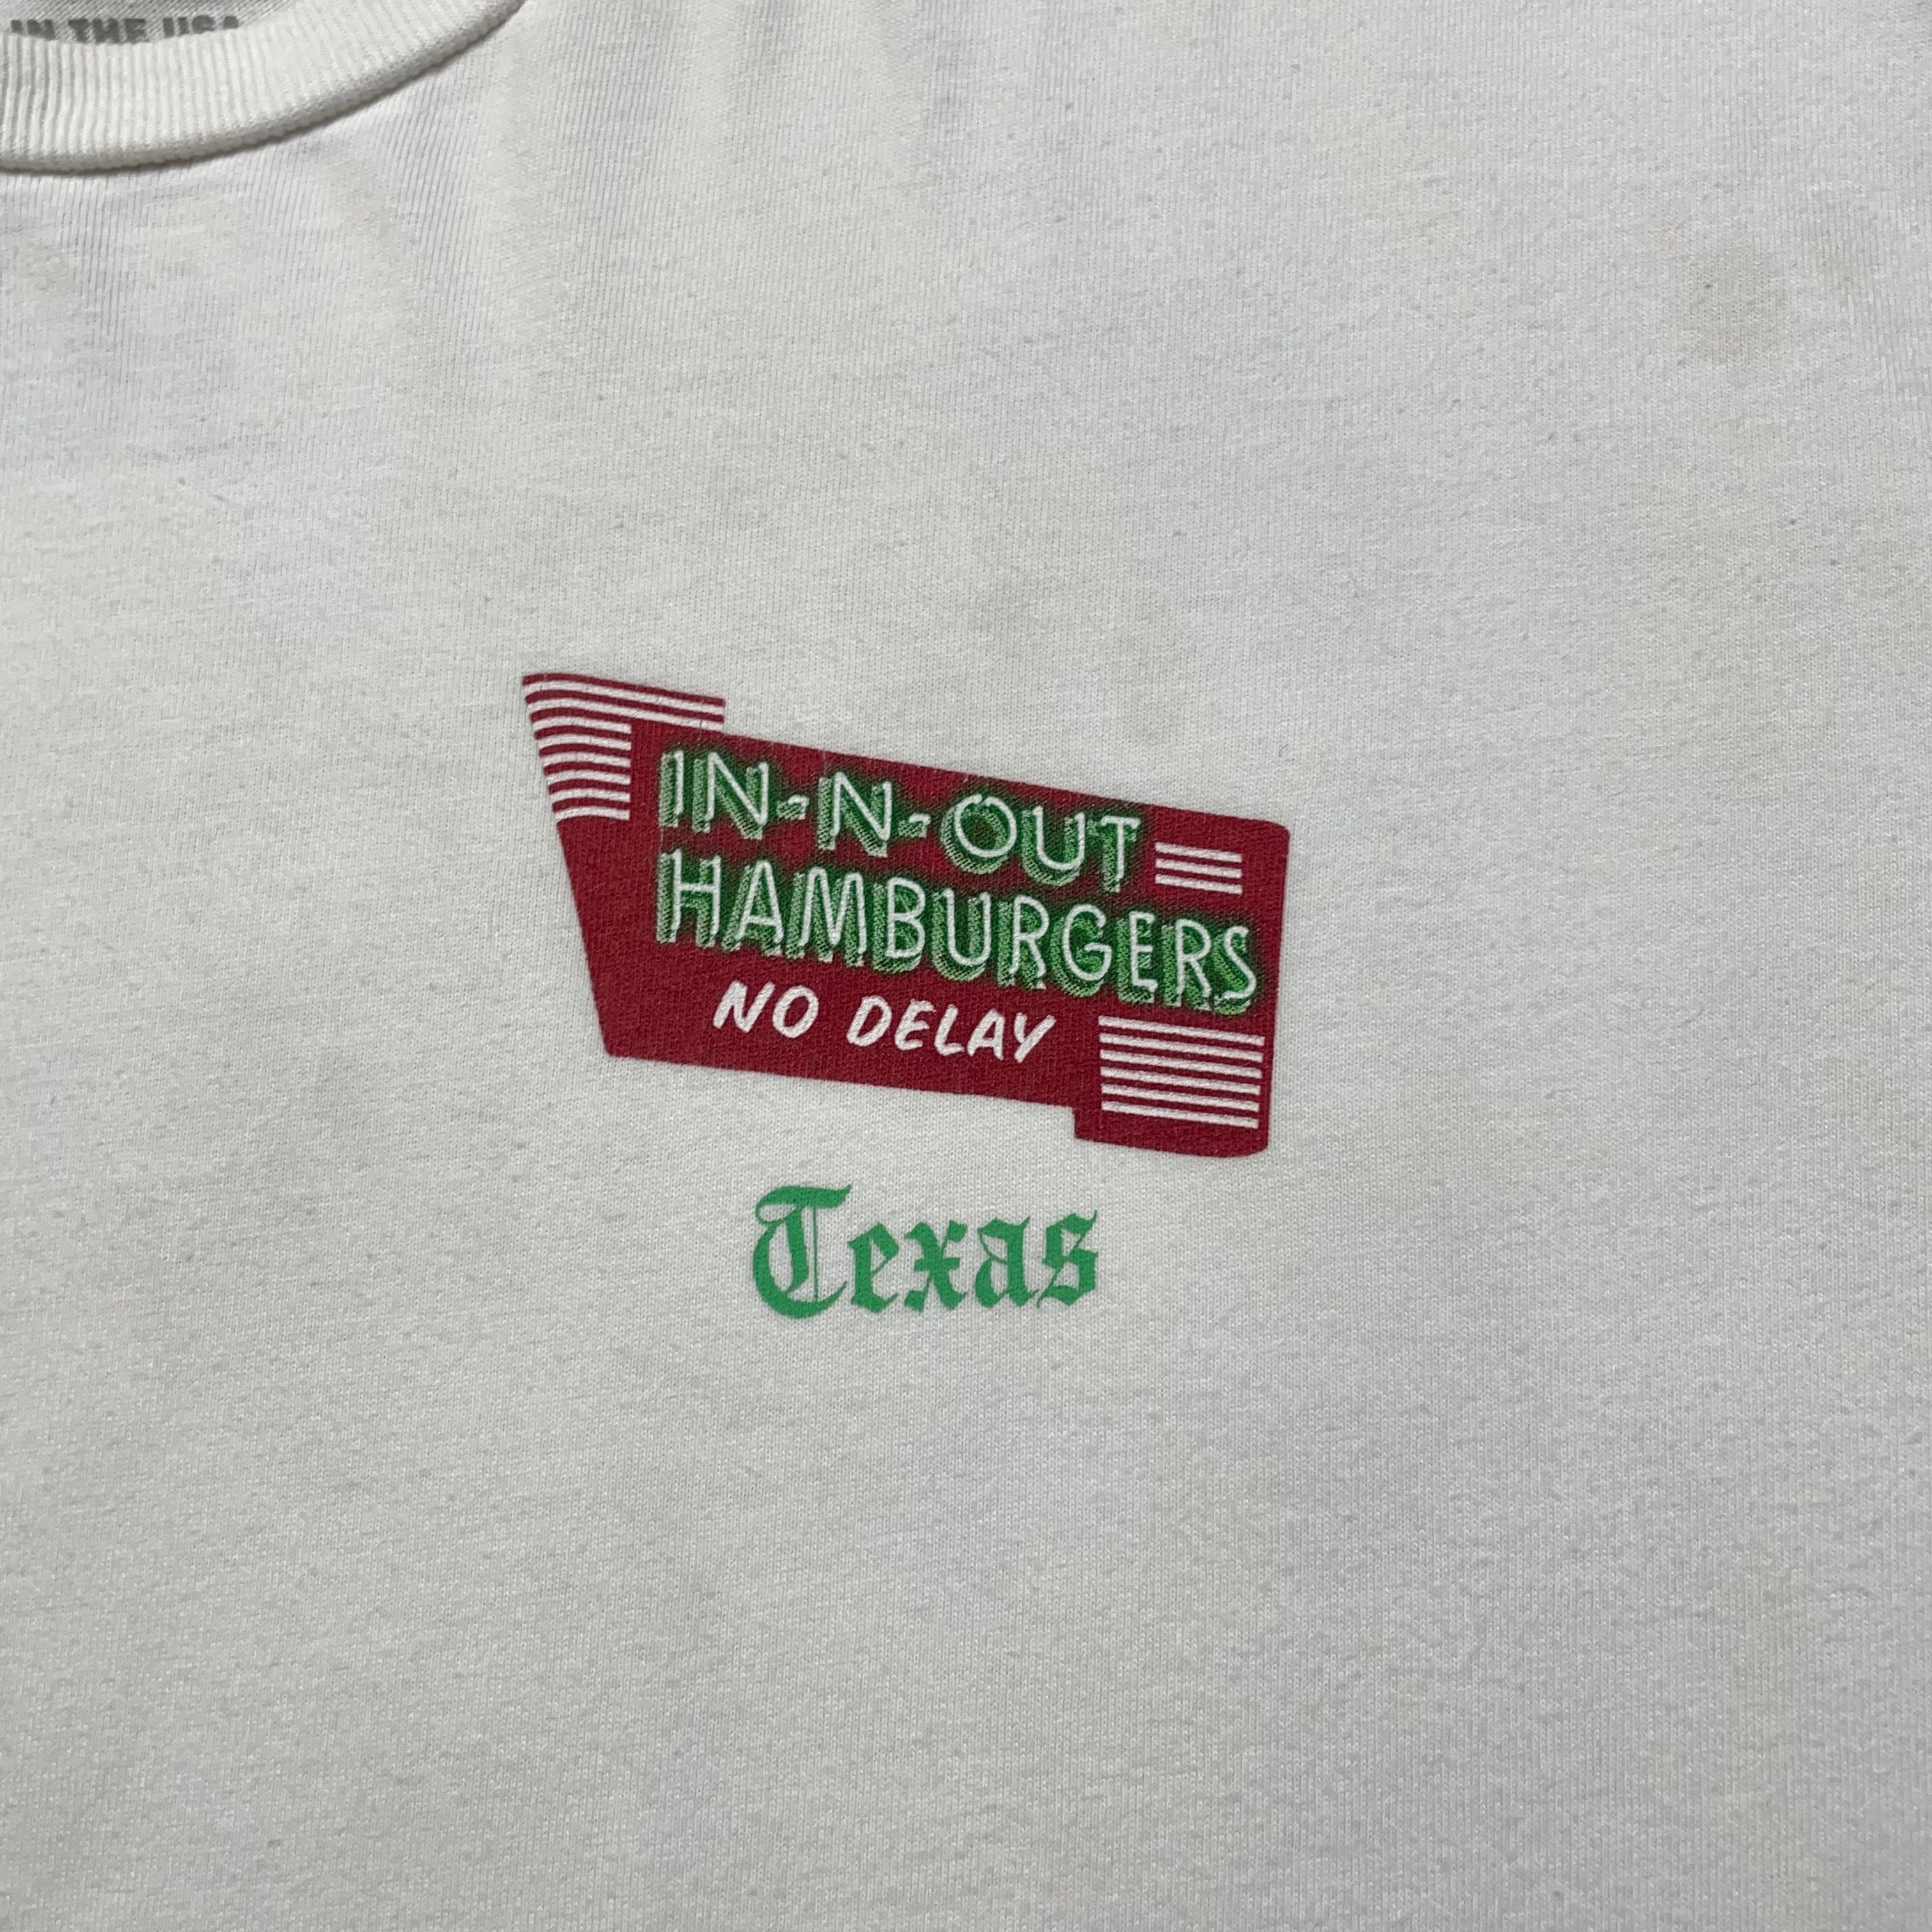 IN THE USA
IN-N-OUT
HAMBURGERS
NO DELAY
Texas